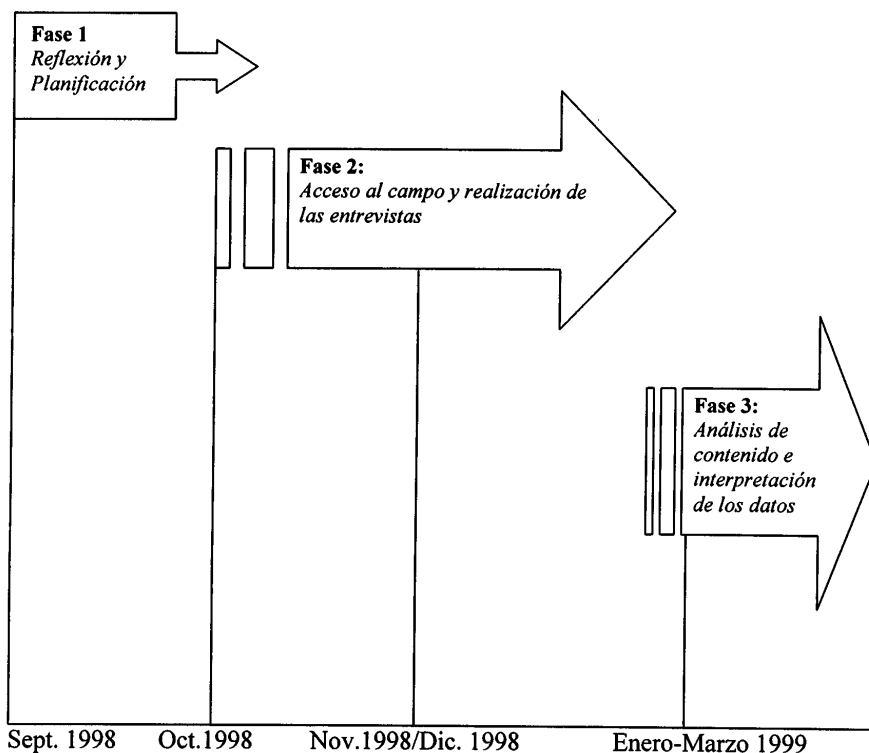 Fase 1
Reflexión y
Planificación
Fase 2:
Acceso al campo y realización de
las entrevistas
Fase 3:
Análisis de
contenido e
interpretación
de los datos
Sept. 1998 Oct.1998 Nov.1998/Dic. 1998 Enero-Marzo 1999